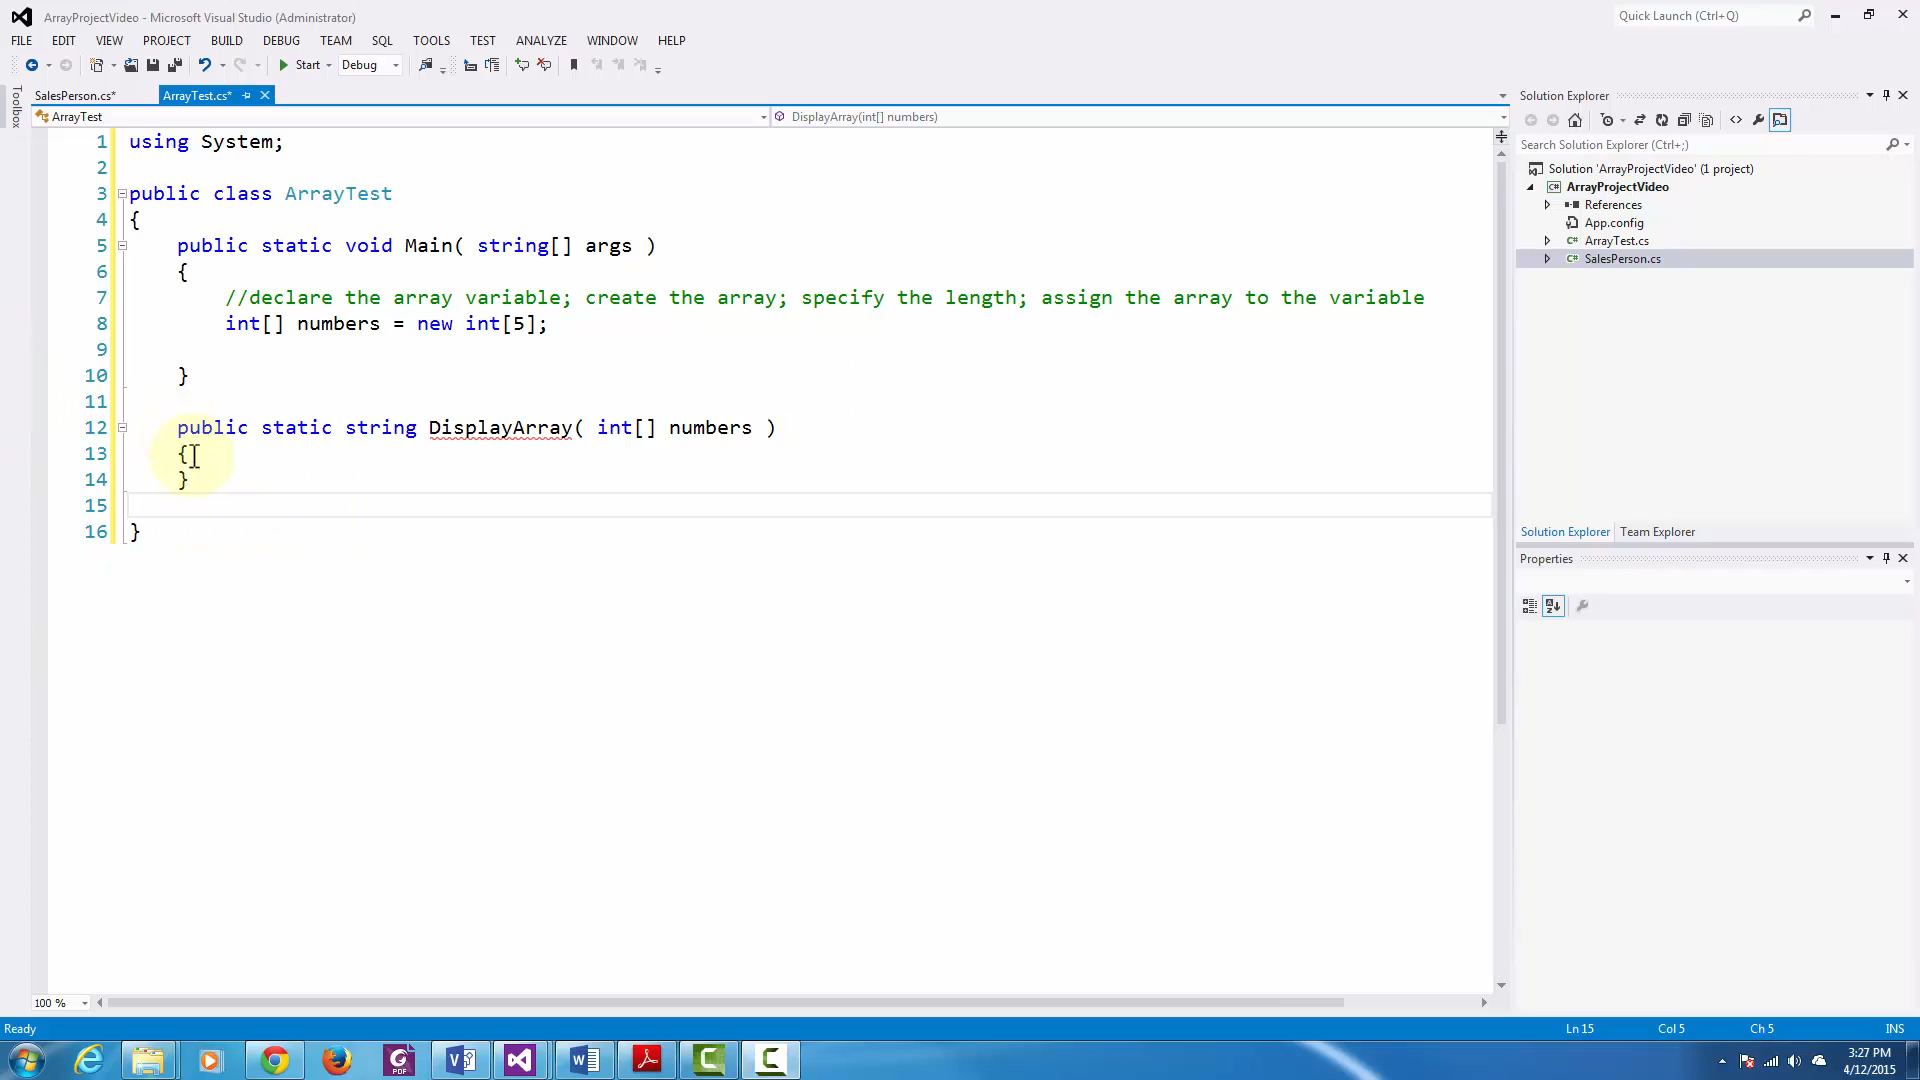 ArrayProjectVideo - Microsoft Visual Studio (Administrator)
Quick Launch (Ctrl+Q)
FILE EDIT VIEW PROJECT BUILD DEBUG TEAM SQL TOOLS TEST ANALYZE WINDOW HELP
Start Debug
Toolbox
SalesPerson.cs* ArrayTest.cs*
ArrayTest DisplayArray(int[] numbers)
1 using System;
2
3 public class ArrayTest
4 {
5 public static void Main( string[] args )
6 {
7 //declare the array variable; create the array; specify the length; assign the array to the variable
8 int[] numbers = new int[5];
9
10 }
11
12 public static string DisplayArray( int[] numbers )
13 {
14 }
15
16 }
100 %
Solution Explorer
Search Solution Explorer (Ctrl+;)
Solution 'ArrayProjectVideo' (1 project)
C# ArrayProjectVideo
References
App.config
C# ArrayTest.cs
C# SalesPerson.cs
Solution Explorer Team Explorer
Properties
Ready Ln 15 Col 5 Ch 5 INS
PDF
3:27 PM
4/12/2015